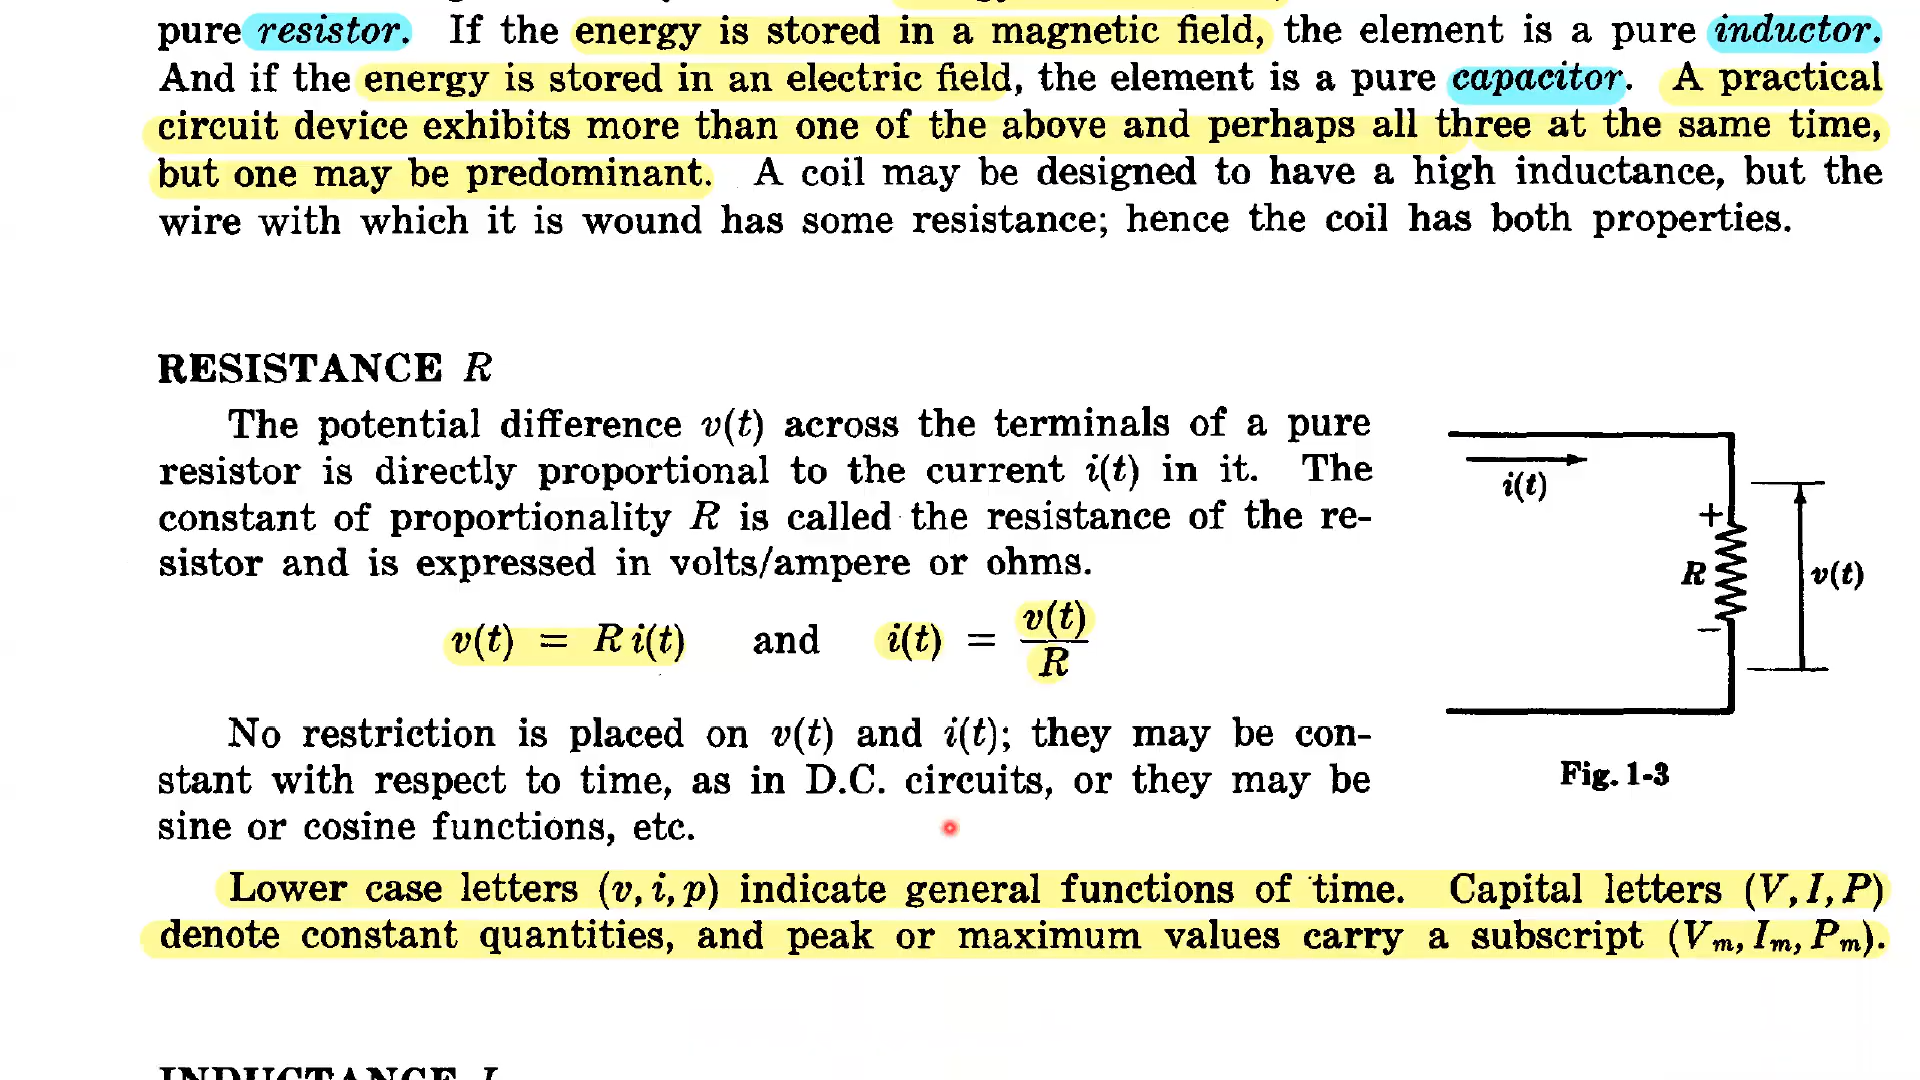 pure resistor. If the energy is stored in a magnetic field, the element is a pure inductor.
And if the energy is stored in an electric field, the element is a pure capacitor. A practical
circuit device exhibits more than one of the above and perhaps all three at the same time,
but one may be predominant. A coil may be designed to have a high inductance, but the
wire with which it is wound has some resistance; hence the coil has both properties.
RESISTANCE R
The potential difference v(t) across the terminals of a pure
resistor is directly proportional to the current i(t) in it. The
constant of proportionality R is called the resistance of the re-
sistor and is expressed in volts/ampere or ohms.
v(t) = R i(t) and i(t) = v(t)/R
No restriction is placed on v(t) and i(t); they may be con-
stant with respect to time, as in D.C. circuits, or they may be
sine or cosine functions, etc.
i(t)
+
R
v(t)
−
Fig. 1-3
Lower case letters (v, i, p) indicate general functions of time. Capital letters (V, I, P)
denote constant quantities, and peak or maximum values carry a subscript (Vm, Im, Pm).
INDUCTANCE L